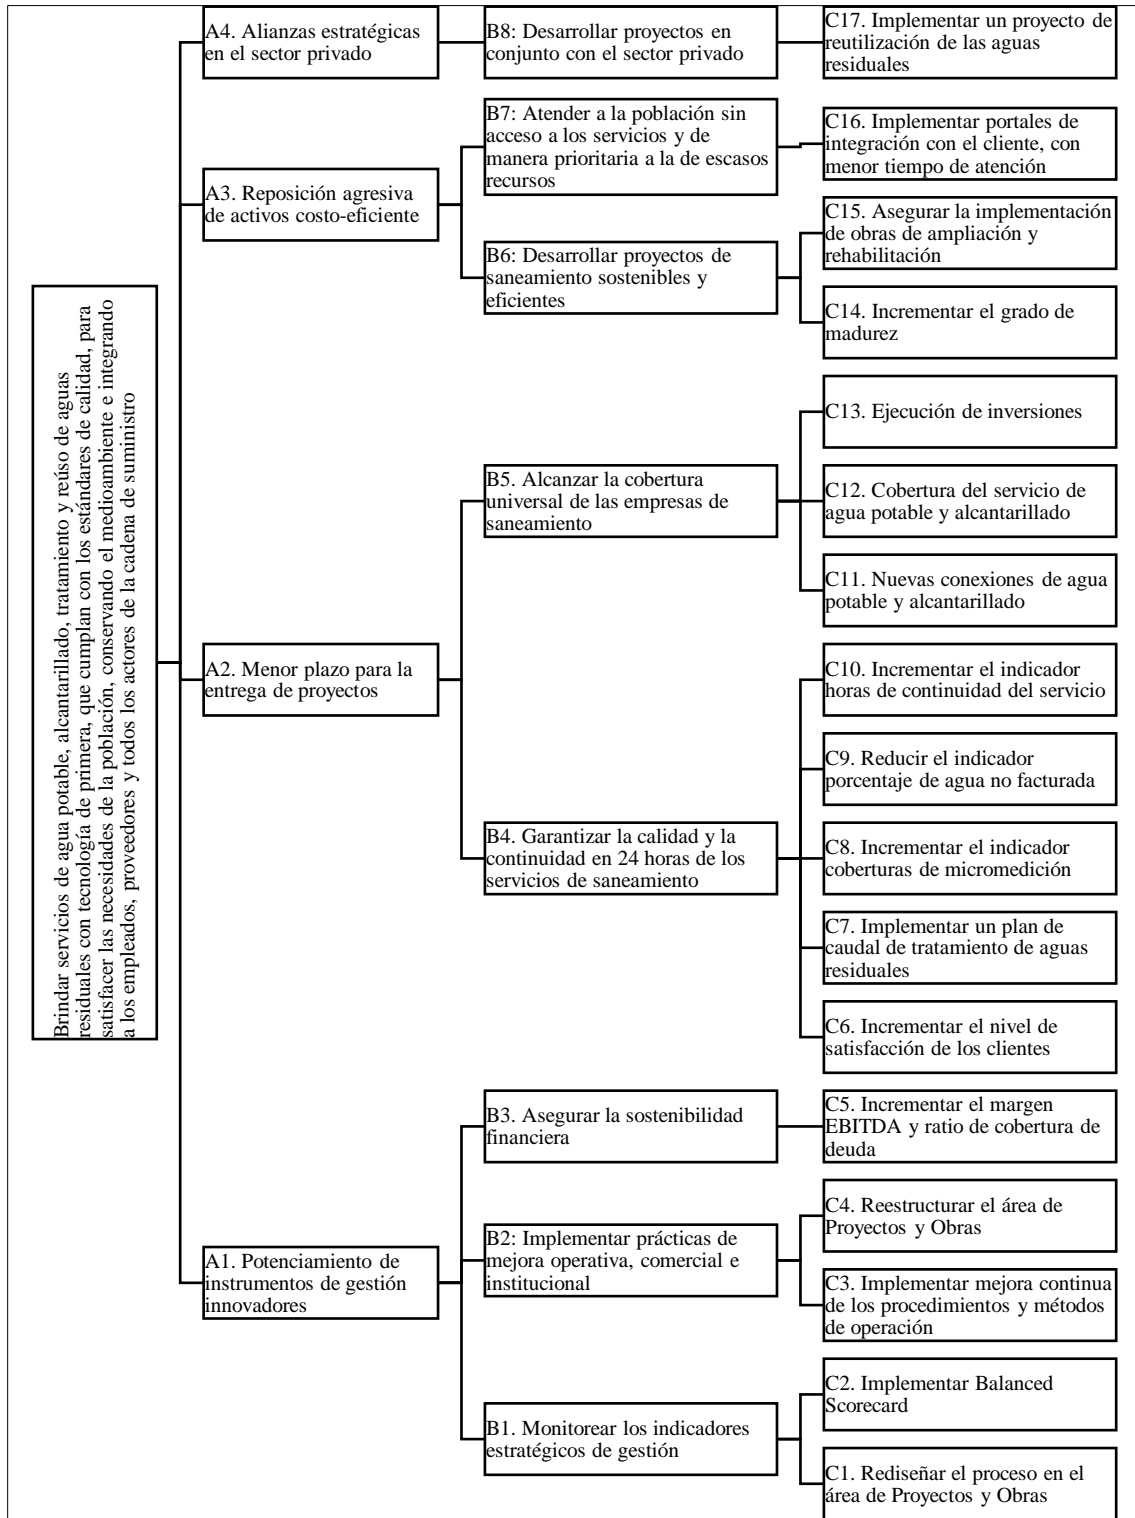 Brindar servicios de agua potable, alcantarillado, tratamiento y reúso de aguas
residuales con tecnología de primera, que cumplan con los estándares de calidad, para
satisfacer las necesidades de la población, conservando el medioambiente e integrando
a los empleados, proveedores y todos los actores de la cadena de suministro
A4. Alianzas estratégicas
en el sector privado
B8: Desarrollar proyectos en
conjunto con el sector privado
C17. Implementar un proyecto de
reutilización de las aguas
residuales
A3. Reposición agresiva
de activos costo-eficiente
B7: Atender a la población sin
acceso a los servicios y de
manera prioritaria a la de escasos
recursos
C16. Implementar portales de
integración con el cliente, con
menor tiempo de atención
B6: Desarrollar proyectos de
saneamiento sostenibles y
eficientes
C15. Asegurar la implementación
de obras de ampliación y
rehabilitación
C14. Incrementar el grado de
madurez
A2. Menor plazo para la
entrega de proyectos
B5. Alcanzar la cobertura
universal de las empresas de
saneamiento
C13. Ejecución de inversiones
C12. Cobertura del servicio de
agua potable y alcantarillado
C11. Nuevas conexiones de agua
potable y alcantarillado
B4. Garantizar la calidad y la
continuidad en 24 horas de los
servicios de saneamiento
C10. Incrementar el indicador
horas de continuidad del servicio
C9. Reducir el indicador
porcentaje de agua no facturada
C8. Incrementar el indicador
coberturas de micromedición
C7. Implementar un plan de
caudal de tratamiento de aguas
residuales
C6. Incrementar el nivel de
satisfacción de los clientes
A1. Potenciamiento de
instrumentos de gestión
innovadores
B3. Asegurar la sostenibilidad
financiera
C5. Incrementar el margen
EBITDA y ratio de cobertura de
deuda
B2: Implementar prácticas de
mejora operativa, comercial e
institucional
C4. Reestructurar el área de
Proyectos y Obras
C3. Implementar mejora continua
de los procedimientos y métodos
de operación
B1. Monitorear los indicadores
estratégicos de gestión
C2. Implementar Balanced
Scorecard
C1. Rediseñar el proceso en el
área de Proyectos y Obras